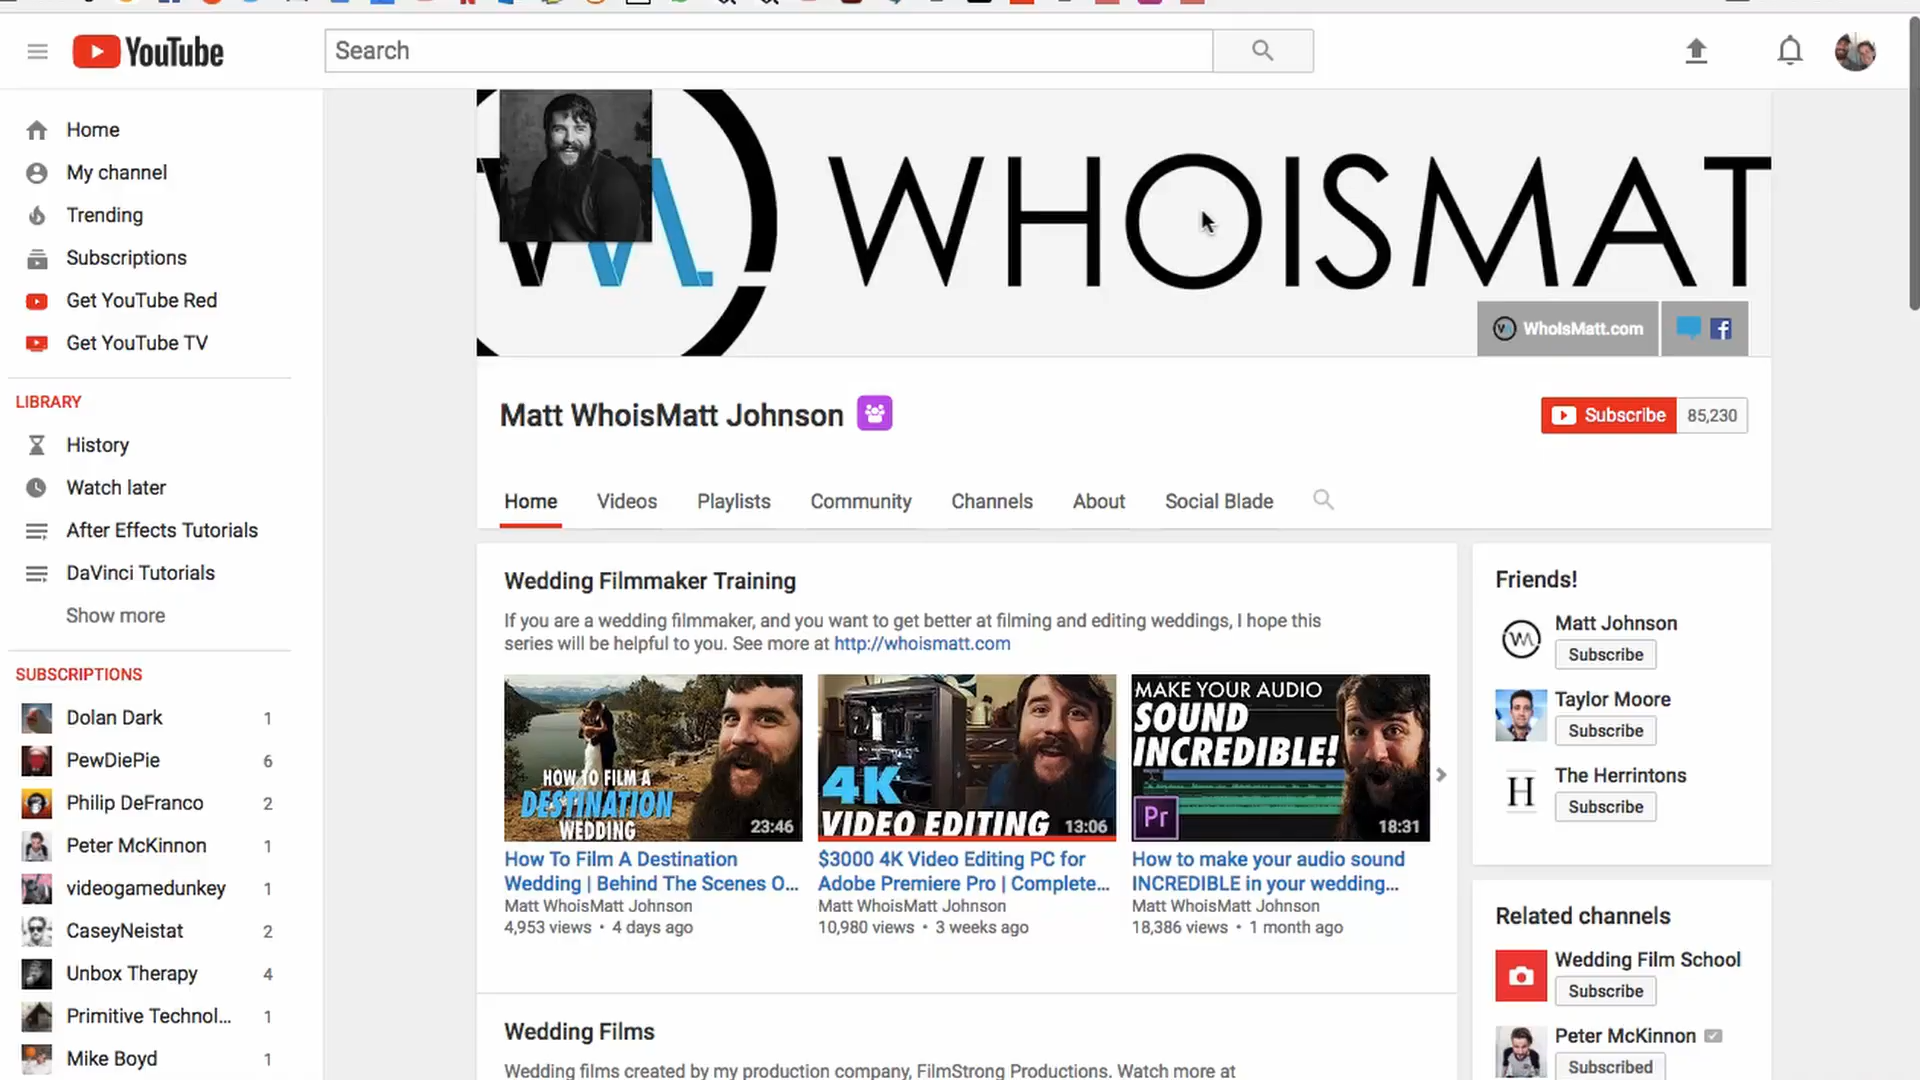 YouTube
Search
Home
My channel
Trending
Subscriptions
Get YouTube Red
Get YouTube TV
LIBRARY
History
Watch later
After Effects Tutorials
DaVinci Tutorials
Show more
SUBSCRIPTIONS
Dolan Dark 1
PewDiePie 6
Philip DeFranco 2
Peter McKinnon 1
videogamedunkey 1
CaseyNeistat 2
Unbox Therapy 4
Primitive Technol... 1
Mike Boyd 1
WHOISMAT
WhoIsMatt.com
Matt WhoisMatt Johnson
Subscribe 85,230
Home Videos Playlists Community Channels About Social Blade
Wedding Filmmaker Training
If you are a wedding filmmaker, and you want to get better at filming and editing weddings, I hope this
series will be helpful to you. See more at http://whoismatt.com
HOW TO FILM A
DESTINATION
WEDDING
23:46
How To Film A Destination
Wedding | Behind The Scenes O...
Matt WhoisMatt Johnson
4,953 views • 4 days ago
4K
VIDEO EDITING
13:06
$3000 4K Video Editing PC for
Adobe Premiere Pro | Complete...
Matt WhoisMatt Johnson
10,980 views • 3 weeks ago
MAKE YOUR AUDIO
SOUND
INCREDIBLE!
Pr
18:31
How to make your audio sound
INCREDIBLE in your wedding...
Matt WhoisMatt Johnson
18,386 views • 1 month ago
Wedding Films
Wedding films created by my production company, FilmStrong Productions. Watch more at
Friends!
Matt Johnson
Subscribe
Taylor Moore
Subscribe
H
The Herrintons
Subscribe
Related channels
Wedding Film School
Subscribe
Peter McKinnon
Subscribed